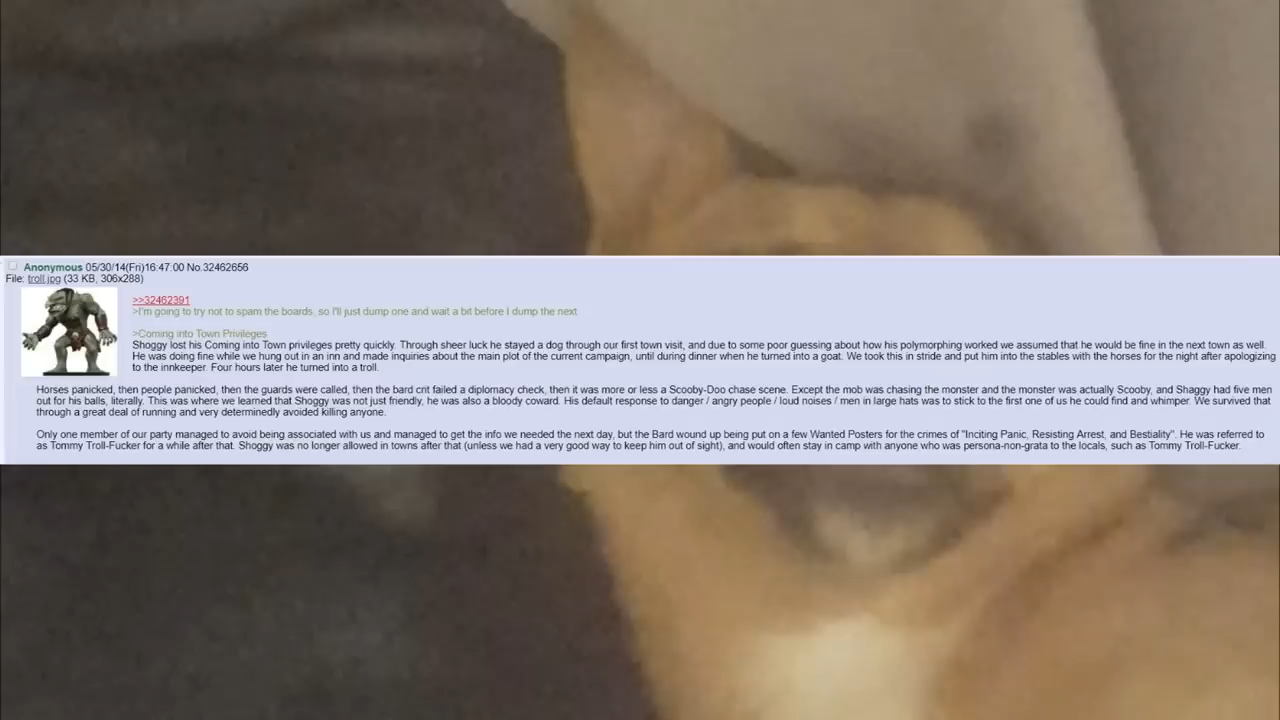 Anonymous 05/30/14(Fri)16:47:00 No.32462656
File: troll.jpg (33 KB, 306x288)
>>32462391
>I'm going to try not to spam the boards, so I'll just dump one and wait a bit before I dump the next
>Coming into Town Privileges
Shoggy lost his Coming into Town privileges pretty quickly. Through sheer luck he stayed a dog through our first town visit, and due to some poor guessing about how his polymorphing worked we assumed that he would be fine in the next town as well.
He was doing fine while we hung out in an inn and made inquiries about the main plot of the current campaign, until during dinner when he turned into a goat. We took this in stride and put him into the stables with the horses for the night after apologizing
to the innkeeper. Four hours later he turned into a troll.
Horses panicked, then people panicked, then the guards were called, then the bard crit failed a diplomacy check, then it was more or less a Scooby-Doo chase scene. Except the mob was chasing the monster and the monster was actually Scooby, and Shaggy had five men
out for his balls, literally. This was where we learned that Shoggy was not just friendly, he was also a bloody coward. His default response to danger / angry people / loud noises / men in large hats was to stick to the first one of us he could find and whimper. We survived that
through a great deal of running and very determinedly avoided killing anyone.
Only one member of our party managed to avoid being associated with us and managed to get the info we needed the next day, but the Bard wound up being put on a few Wanted Posters for the crimes of "Inciting Panic, Resisting Arrest, and Bestiality". He was referred to
as Tommy Troll-Fucker for a while after that. Shoggy was no longer allowed in towns after that (unless we had a very good way to keep him out of sight), and would often stay in camp with anyone who was persona-non-grata to the locals, such as Tommy Troll-Fucker.